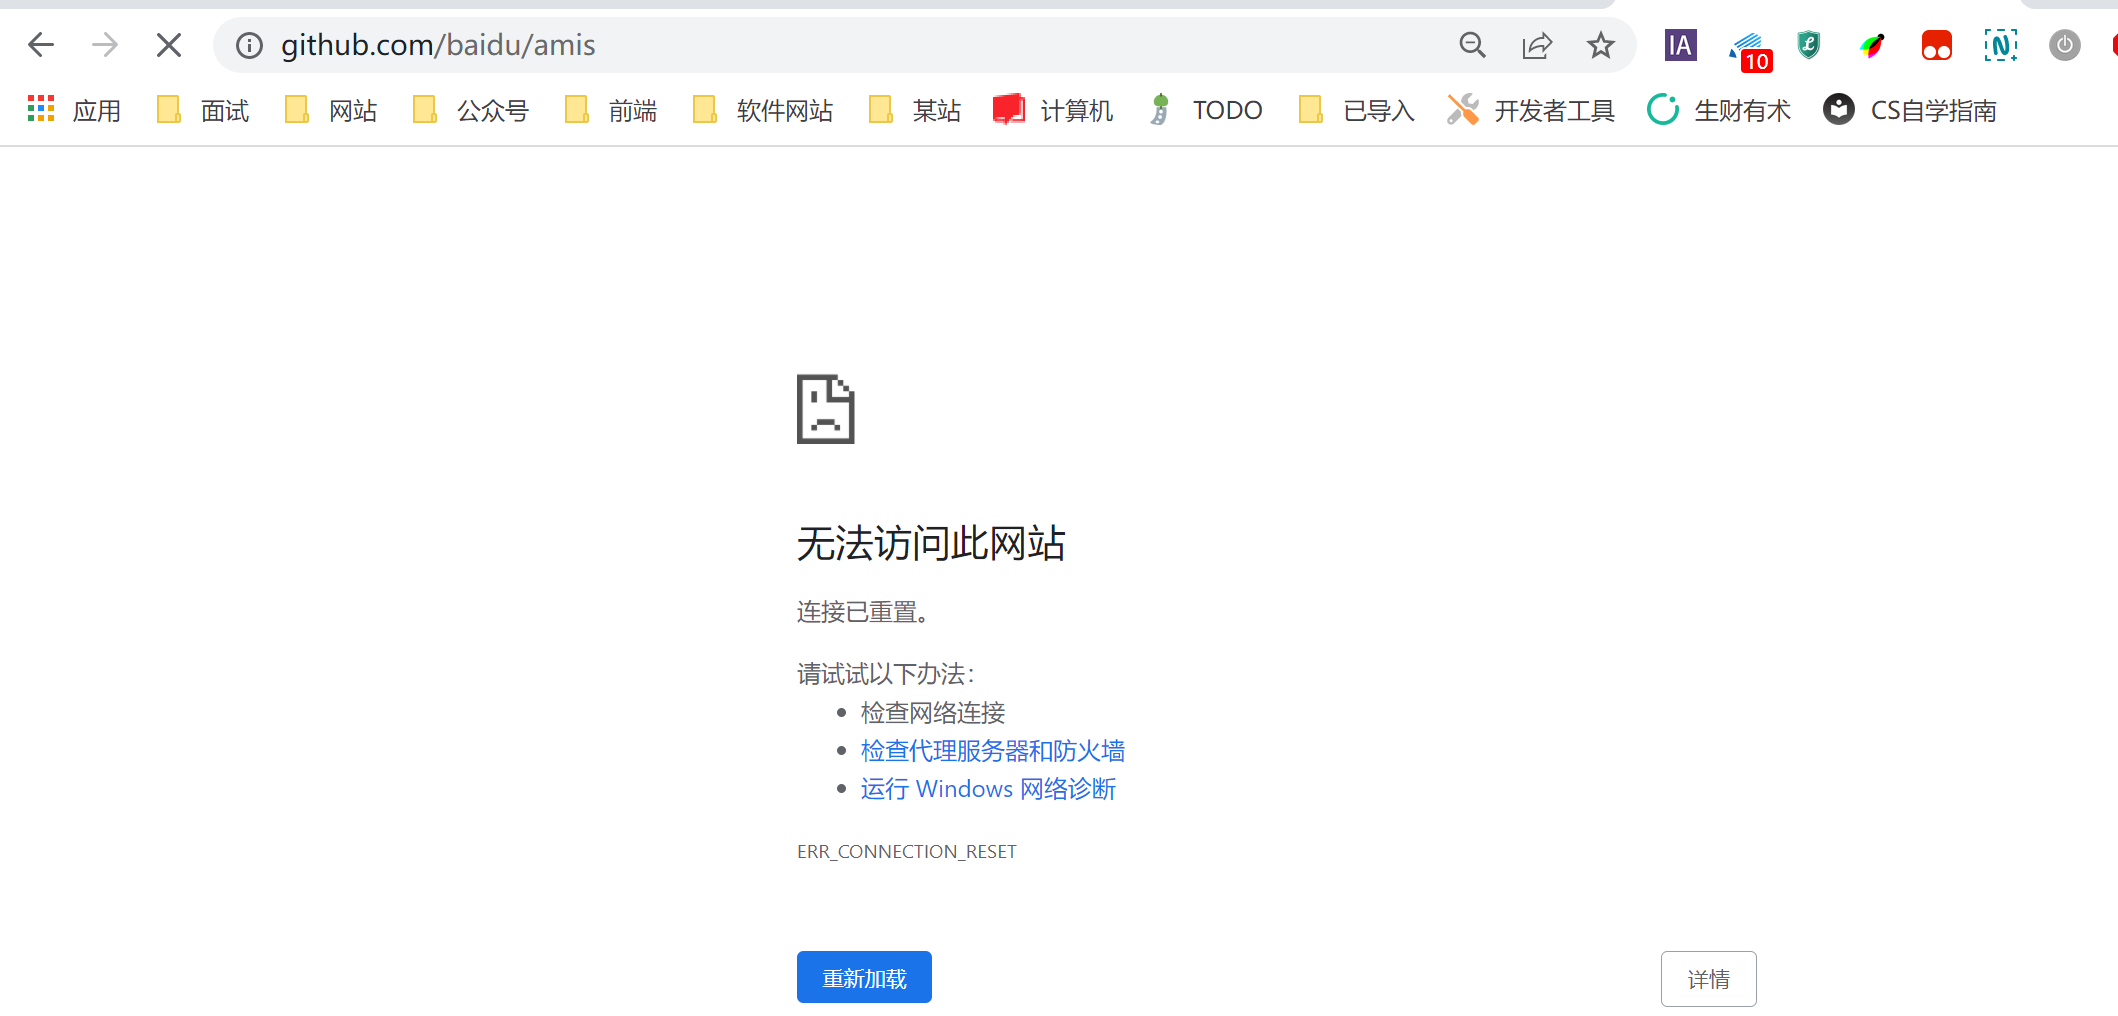 github.com/baidu/amis
IA 10
应用 面试 网站 公众号 前端 软件网站 某站 计算机 TODO 已导入 开发者工具 生财有术 CS自学指南
无法访问此网站
连接已重置。
请试试以下办法：
检查网络连接
检查代理服务器和防火墙
运行 Windows 网络诊断
ERR_CONNECTION_RESET
重新加载 详情